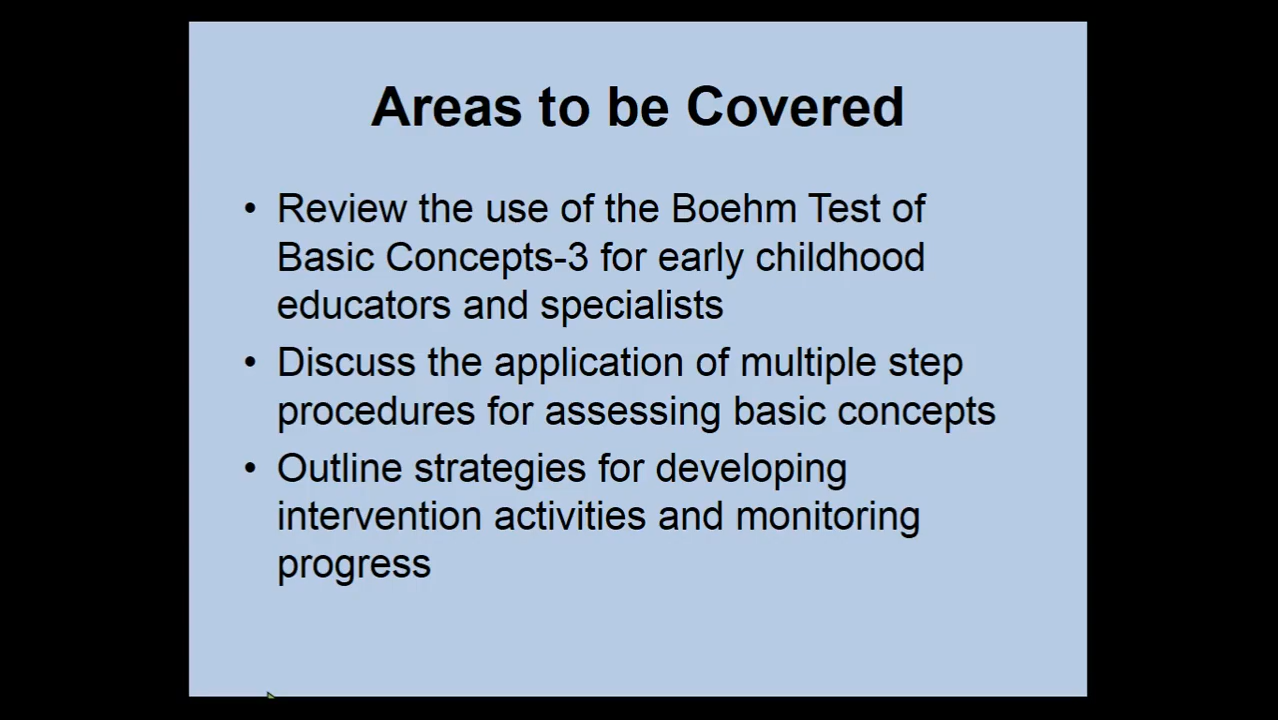 Areas to be Covered
• Review the use of the Boehm Test of
Basic Concepts-3 for early childhood
educators and specialists
• Discuss the application of multiple step
procedures for assessing basic concepts
• Outline strategies for developing
intervention activities and monitoring
progress